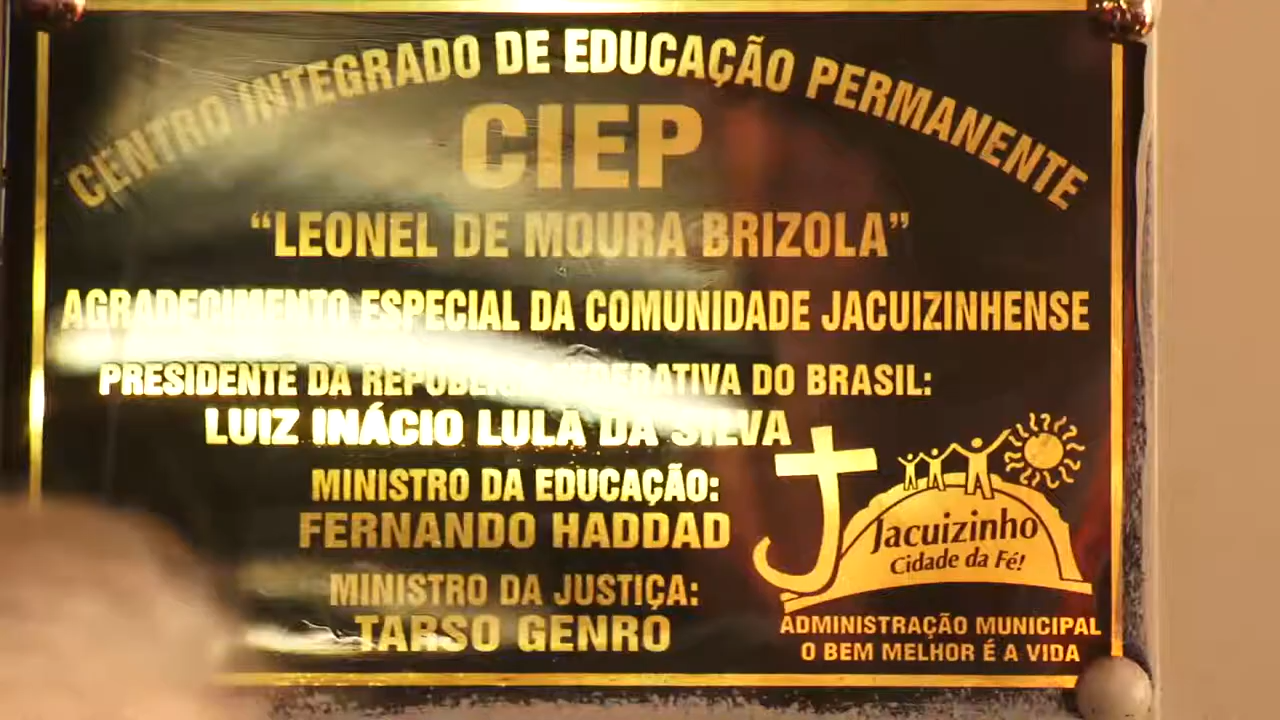 CENTRO INTEGRADO DE EDUCAÇÃO PERMANENTE
CIEP
“LEONEL DE MOURA BRIZOLA”
AGRADECIMENTO ESPECIAL DA COMUNIDADE JACUIZINHENSE
PRESIDENTE DA REPÚBLICA FEDERATIVA DO BRASIL:
LUIZ INÁCIO LULA DA SILVA
MINISTRO DA EDUCAÇÃO:
FERNANDO HADDAD
MINISTRO DA JUSTIÇA:
TARSO GENRO
Jacuizinho
Cidade da Fé!
ADMINISTRAÇÃO MUNICIPAL
O BEM MELHOR É A VIDA